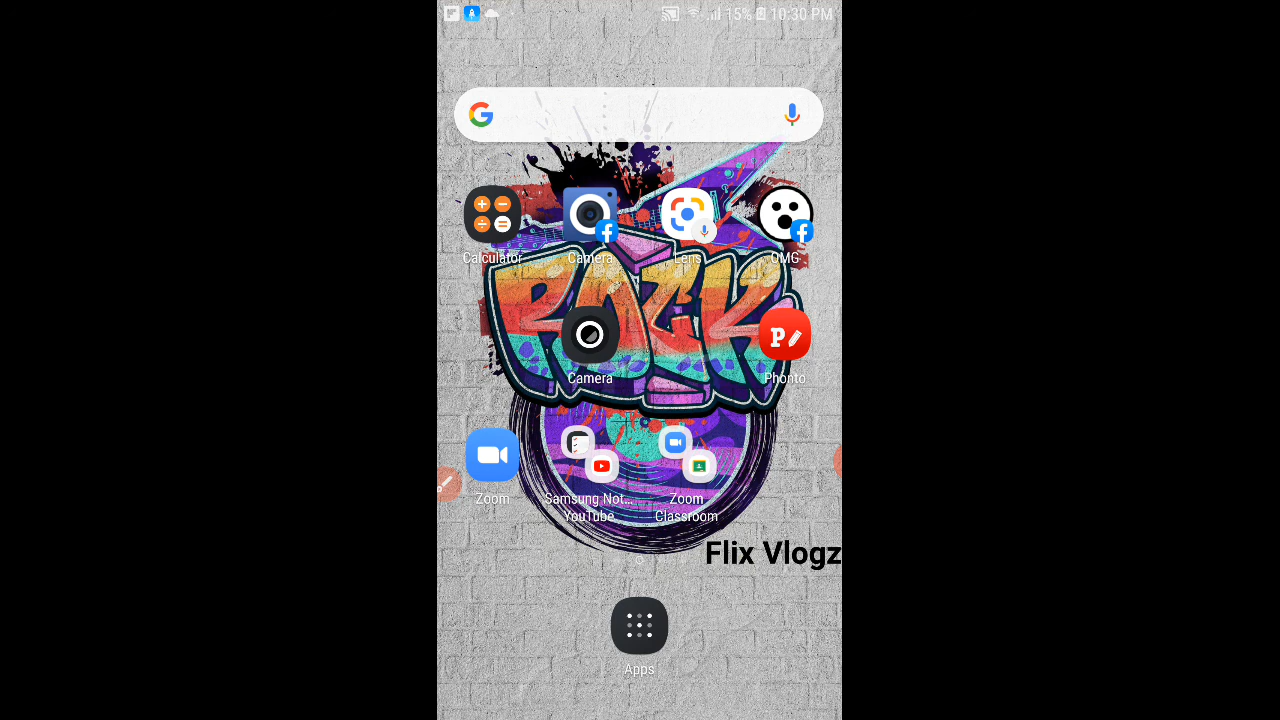 15% 10:30 PM
Calculator Camera Lens OMG
ROCK
Camera Phonto
Zoom Samsung Not... Zoom
YouTube Classroom
Flix Vlogz
Apps